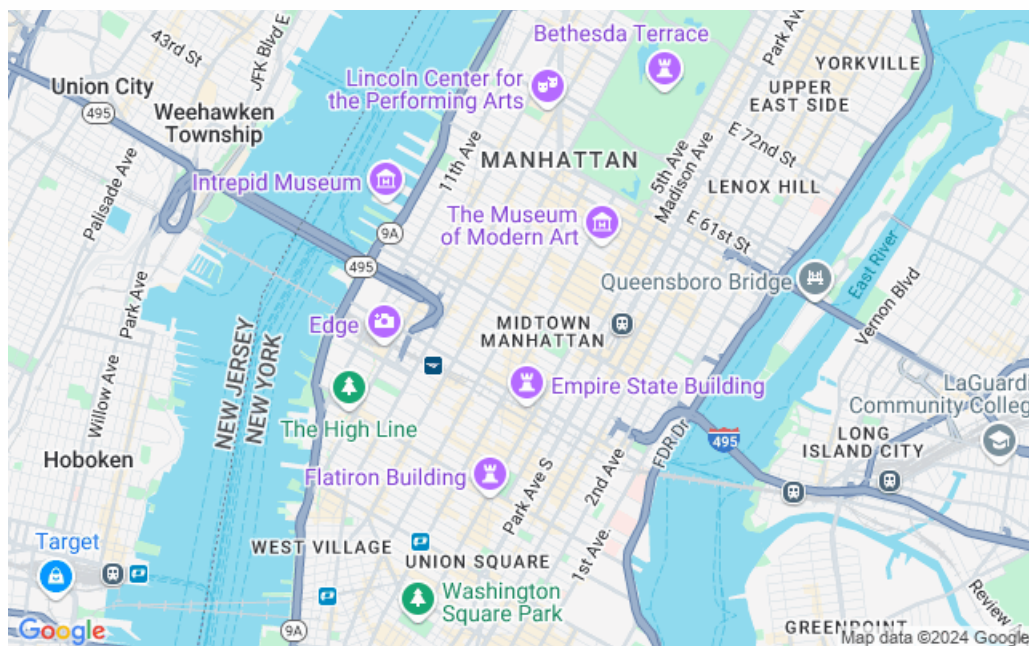 43rd St
JFK Blvd E
Bethesda Terrace
Park Ave
YORKVILLE
Union City
495
Lincoln Center for
the Performing Arts
UPPER
EAST SIDE
Weehawken
Township
E 72nd St
11th Ave
MANHATTAN
5th Ave
Madison Ave
LENOX HILL
Intrepid Museum
Palisade Ave
The Museum
of Modern Art
E 61st St
9A
495
Queensboro Bridge
East River
Vernon Blvd
Park Ave
Edge
MIDTOWN
MANHATTAN
NEW JERSEY
NEW YORK
Willow Ave
Empire State Building
LaGuardi
Community Colleg
The High Line
FDR Dr
495
LONG
ISLAND CITY
Hoboken
Flatiron Building
Park Ave S
2nd Ave
Target
WEST VILLAGE
UNION SQUARE
1st Ave.
Washington
Square Park
Review A
9A
GREENPOINT
Google
Map data ©2024 Google